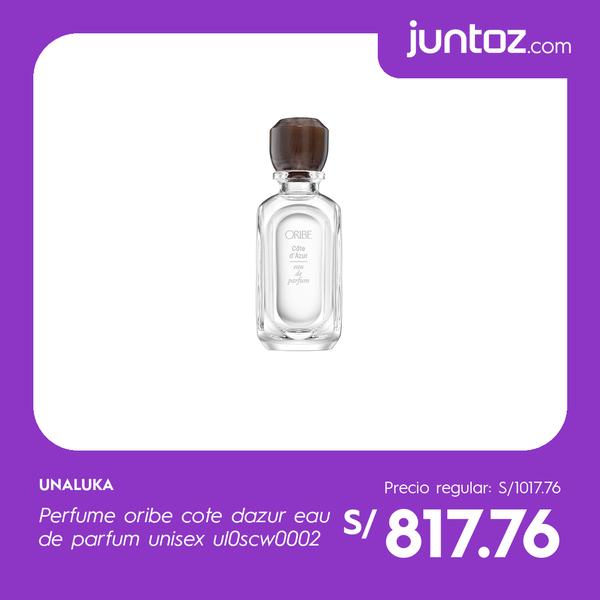 juntoz.com
ORIBE
Côte
d'Azur
eau
de
parfum
UNALUKA
Perfume oribe cote dazur eau
de parfum unisex ul0scw0002
Precio regular: S/1017.76
S/ 817.76